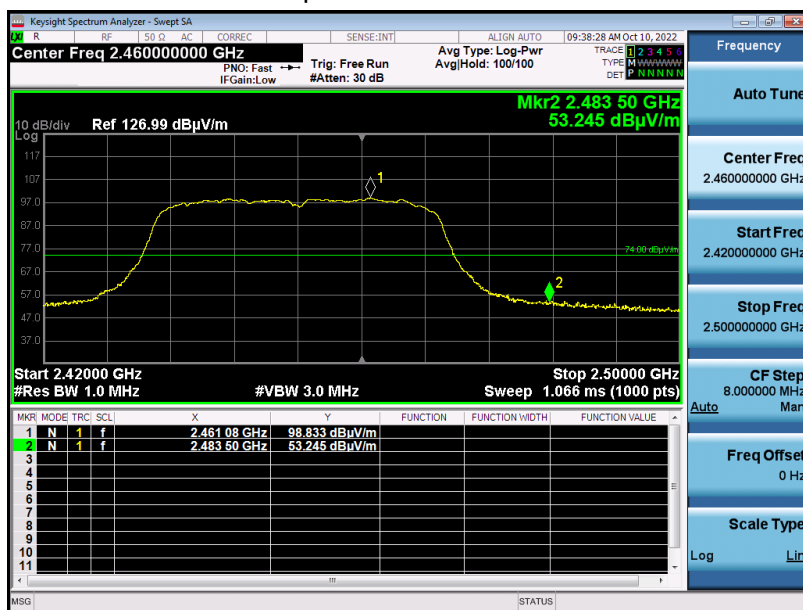 Keysight Spectrum Analyzer - Swept SA
LXI R RF 50 Ω AC CORREC SENSE:INT ALIGN AUTO 09:38:28 AM Oct 10, 2022
Center Freq 2.460000000 GHz
PNO: Fast
IFGain:Low
Trig: Free Run
#Atten: 30 dB
Avg Type: Log-Pwr
Avg|Hold: 100/100
TRACE 1 2 3 4 5 6
TYPE M WWWWW
DET P N N N N N
Mkr2 2.483 50 GHz
53.245 dBµV/m
10 dB/div Ref 126.99 dBµV/m
Log
117
107
97.0
87.0
77.0
67.0
57.0
47.0
37.0
1
2
74.00 dBµV/m
Start 2.42000 GHz Stop 2.50000 GHz
#Res BW 1.0 MHz #VBW 3.0 MHz Sweep 1.066 ms (1000 pts)
MKR MODE TRC SCL X Y FUNCTION FUNCTION WIDTH FUNCTION VALUE
1 N 1 f 2.461 08 GHz 98.833 dBµV/m
2 N 1 f 2.483 50 GHz 53.245 dBµV/m
3
4
5
6
7
8
9
10
11
MSG STATUS
Frequency
Auto Tune
Center Freq
2.460000000 GHz
Start Freq
2.420000000 GHz
Stop Freq
2.500000000 GHz
CF Step
8.000000 MHz
Auto Man
Freq Offset
0 Hz
Scale Type
Log Lin